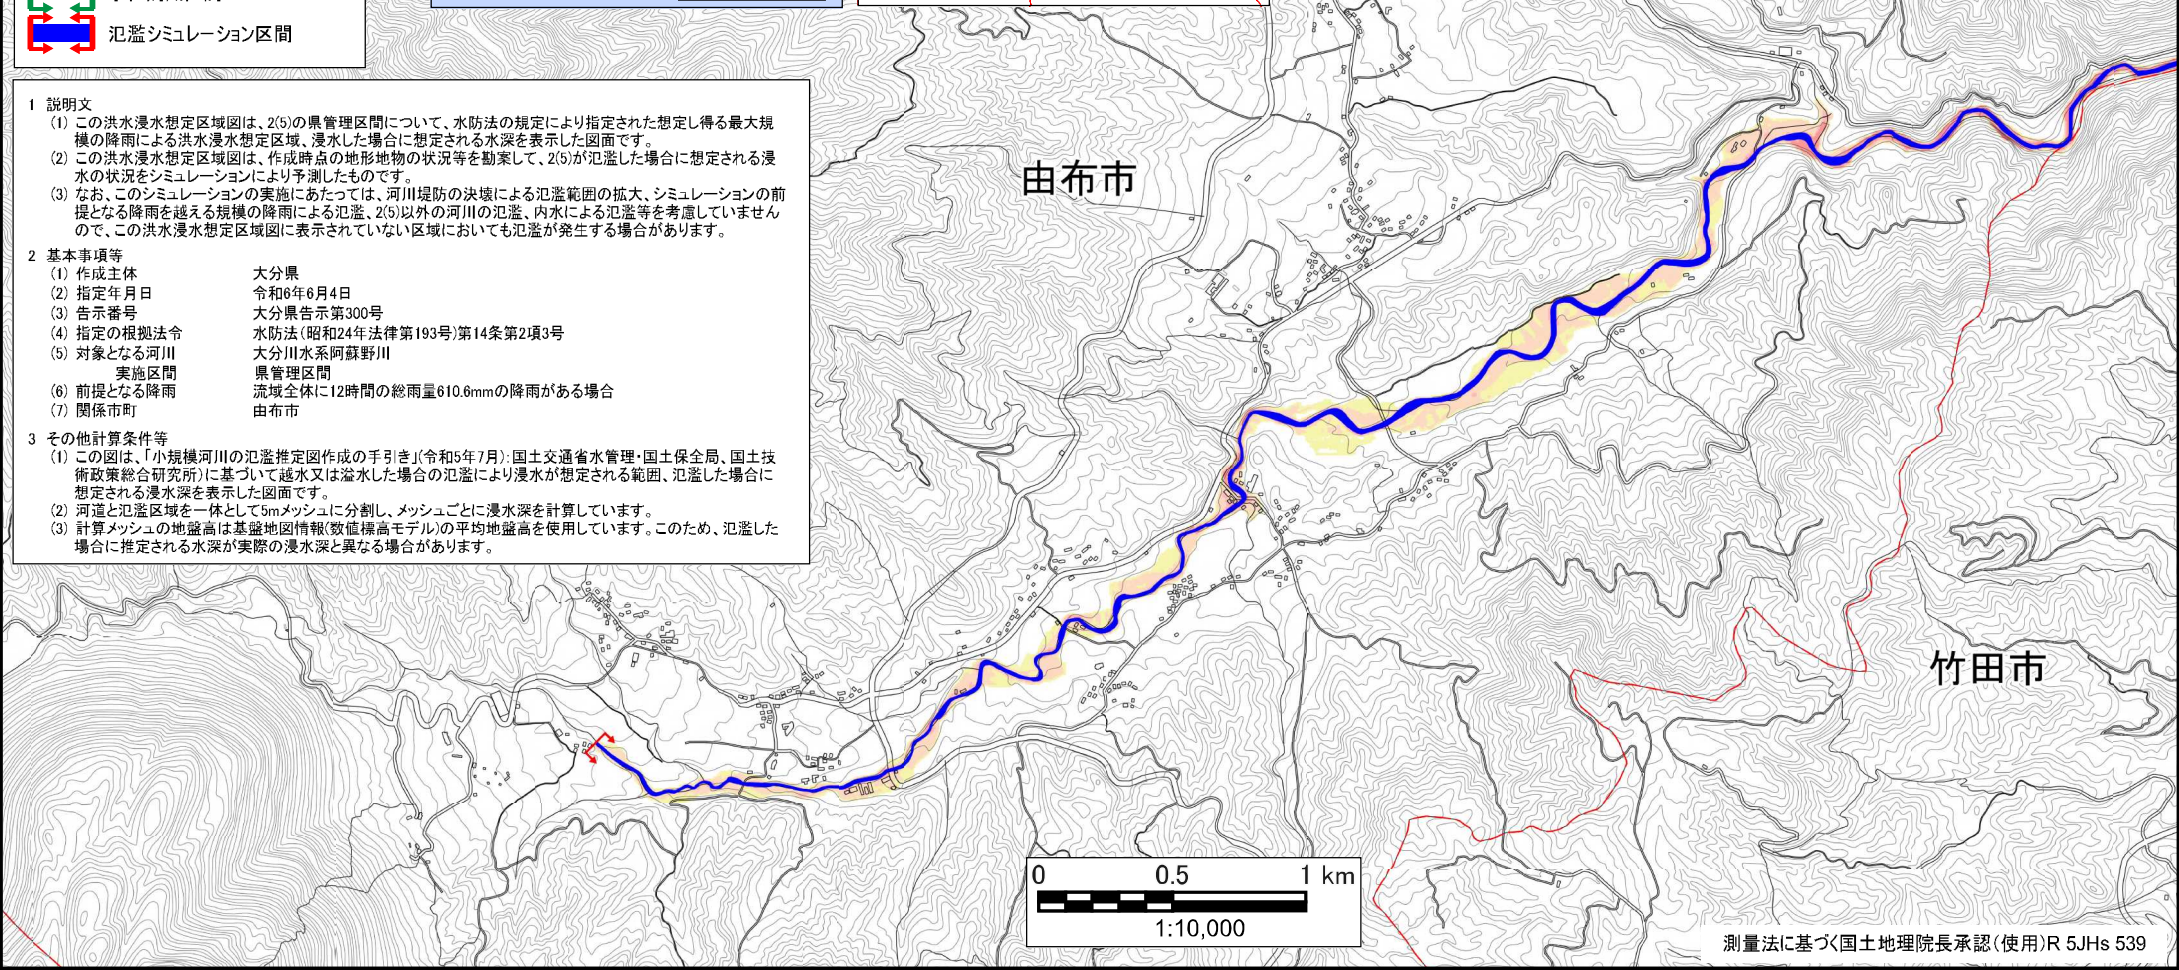 氾濫シミュレーション区間
1 説明文
(1) この洪水浸水想定区域図は、2(5)の県管理区間について、水防法の規定により指定された想定し得る最大規
模の降雨による洪水浸水想定区域、浸水した場合に想定される水深を表示した図面です。
(2) この洪水浸水想定区域図は、作成時点の地形地物の状況等を勘案して、2(5)が氾濫した場合に想定される浸
水の状況をシミュレーションにより予測したものです。
(3) なお、このシミュレーションの実施にあたっては、河川堤防の決壊による氾濫範囲の拡大、シミュレーションの前
提となる降雨を越える規模の降雨による氾濫、2(5)以外の河川の氾濫、内水による氾濫等を考慮していません
ので、この洪水浸水想定区域図に表示されていない区域においても氾濫が発生する場合があります。
2 基本事項等
(1) 作成主体 大分県
(2) 指定年月日 令和6年6月4日
(3) 告示番号 大分県告示第300号
(4) 指定の根拠法令 水防法(昭和24年法律第193号)第14条第2項3号
(5) 対象となる河川 大分川水系阿蘇野川
実施区間 県管理区間
(6) 前提となる降雨 流域全体に12時間の総雨量610.6mmの降雨がある場合
(7) 関係市町 由布市
3 その他計算条件等
(1) この図は、「小規模河川の氾濫推定図作成の手引き」(令和5年7月):国土交通省水管理・国土保全局、国土技
術政策総合研究所)に基づいて越水又は溢水した場合の氾濫により浸水が想定される範囲、氾濫した場合に
想定される浸水深を表示した図面です。
(2) 河道と氾濫区域を一体として5mメッシュに分割し、メッシュごとに浸水深を計算しています。
(3) 計算メッシュの地盤高は基盤地図情報(数値標高モデル)の平均地盤高を使用しています。このため、氾濫した
場合に推定される水深が実際の浸水深と異なる場合があります。
由布市
竹田市
0 0.5 1 km
1:10,000
測量法に基づく国土地理院長承認(使用)R 5JHs 539